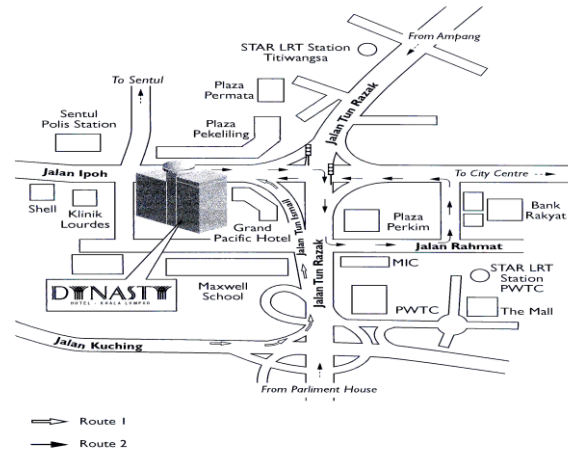 From Ampang
STAR LRT Station
Titiwangsa
To Sentul
Plaza
Permata
Jalan Tun Razak
Sentul
Polis Station
Plaza
Pekeliling
Jalan Ipoh
To City Centre
Shell
Klinik
Lourdes
Jalan Tun Ismail
Grand
Pacific Hotel
Plaza
Perkim
Bank
Rakyat
Jalan Rahmat
DYNASTY
HOTEL - KUALA LUMPUR
Maxwell
School
Jalan Tun Razak
MIC
STAR LRT
Station
PWTC
PWTC
The Mall
Jalan Kuching
From Parliment House
Route 1
Route 2